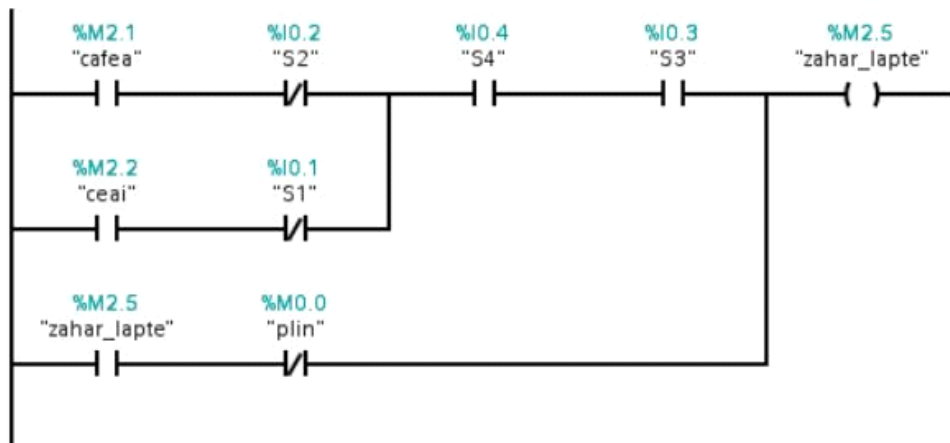 %M2.1 %I0.2 %I0.4 %I0.3 %M2.5
"cafea" "S2" "S4" "S3" "zahar_lapte"
%M2.2 %I0.1
"ceai" "S1"
%M2.5 %M0.0
"zahar_lapte" "plin"